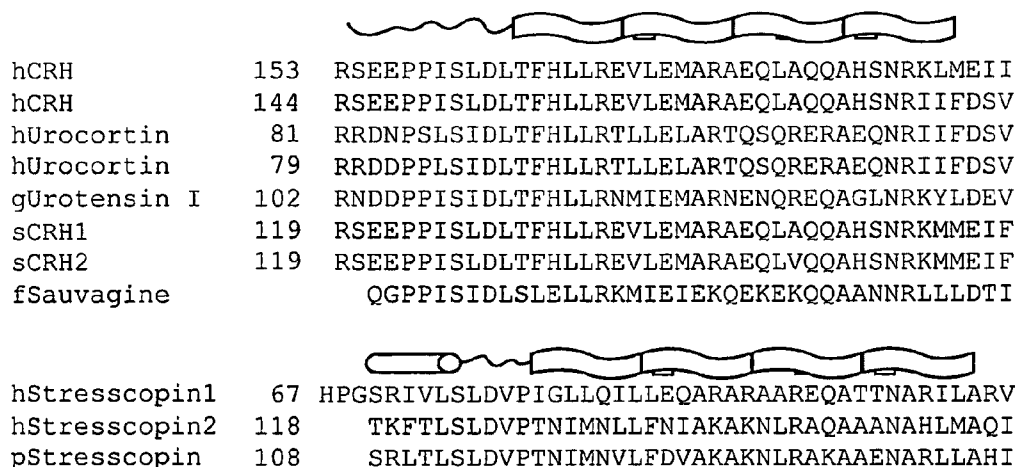 hCRH 153 RSEEPPISLDLTFHLLREVLEMARAEQLAQQAHSNRKLMEII
hCRH 144 RSEEPPISLDLTFHLLREVLEMARAEQLAQQAHSNRIIFDSV
hUrocortin 81 RRDNPSLSIDLTFHLLRTLLELARTQSQRERAEQNRIIFDSV
hUrocortin 79 RRDDPPLSIDLTFHLLRTLLELARTQSQRERAEQNRIIFDSV
gUrotensin I 102 RNDDPPISIDLTFHLLRNMIEMARNENQREQAGLNRKYLDEV
sCRH1 119 RSEEPPISLDLTFHLLREVLEMARAEQLAQQAHSNRKMMEIF
sCRH2 119 RSEEPPISLDLTFHLLREVLEMARAEQLVQQAHSNRKMMEIF
fSauvagine QGPPISIDLSLELLRKMIEIEKQEKEKQQAANNRLLLDTI
hStresscopin1 67 HPGSRIVLSLDVPIGLLQILLEQARARAAREQATTNARILARV
hStresscopin2 118 TKFTLSLDVPTNIMNLLFNIAKAKNLRAQAAANAHLMAQI
pStresscopin 108 SRLTLSLDVPTNIMNVLFDVAKAKNLRAKAAENARLLAHI